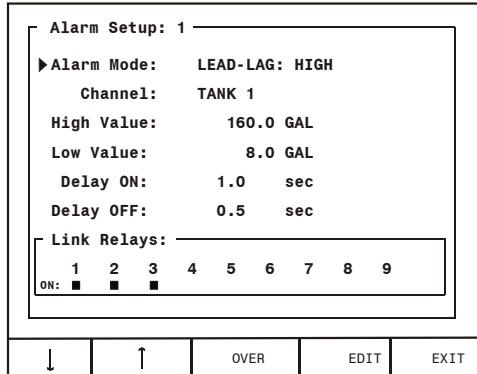 Alarm Setup: 1
▶Alarm Mode: LEAD-LAG: HIGH
Channel: TANK 1
High Value: 160.0 GAL
Low Value: 8.0 GAL
Delay ON: 1.0 sec
Delay OFF: 0.5 sec
Link Relays:
1 2 3 4 5 6 7 8 9
ON: ■ ■ ■
↓ ↑ OVER EDIT EXIT